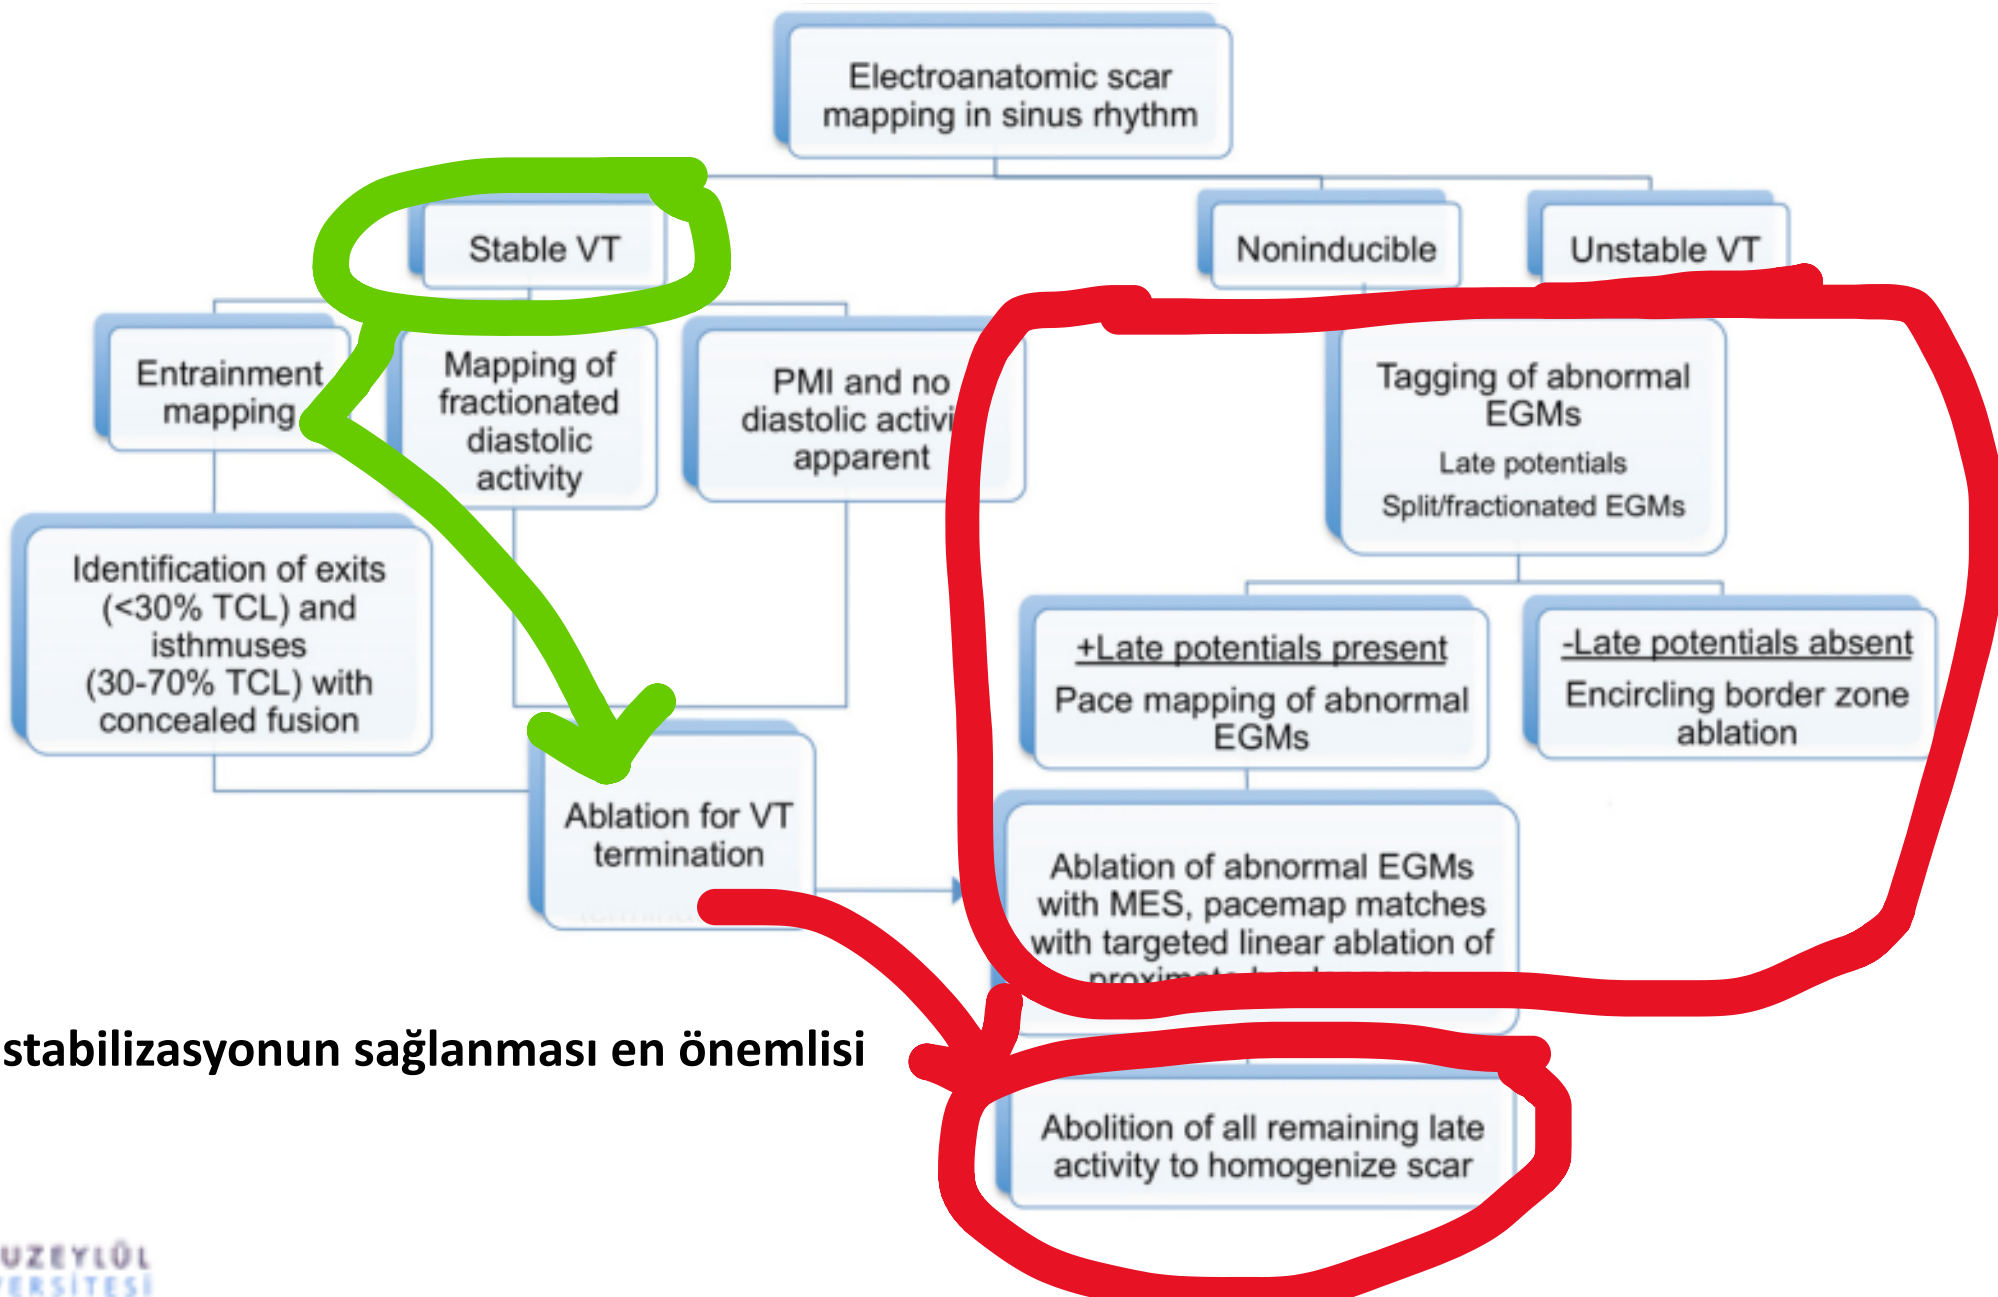 Electroanatomic scar
mapping in sinus rhythm
Stable VT
Noninducible
Unstable VT
Entrainment
mapping
Mapping of
fractionated
diastolic
activity
PMI and no
diastolic
apparent
Tagging of abnormal
EGMs
Late potentials
Split/fractionated EGMs
Identification of exits
(<30% TCL) and
isthmuses
(30-70% TCL) with
concealed fusion
+Late potentials present
Pace mapping of abnormal
EGMs
-Late potentials absent
Encircling border zone
ablation
Ablation for VT
termination
Ablation of abnormal EGMs
with MES, pacemap matches
with targeted linear ablation of
stabilizasyonun sağlanması en önemlisi
Abolition of all remaining late
activity to homogenize scar
UZEYLÜL
VERSİTESİ